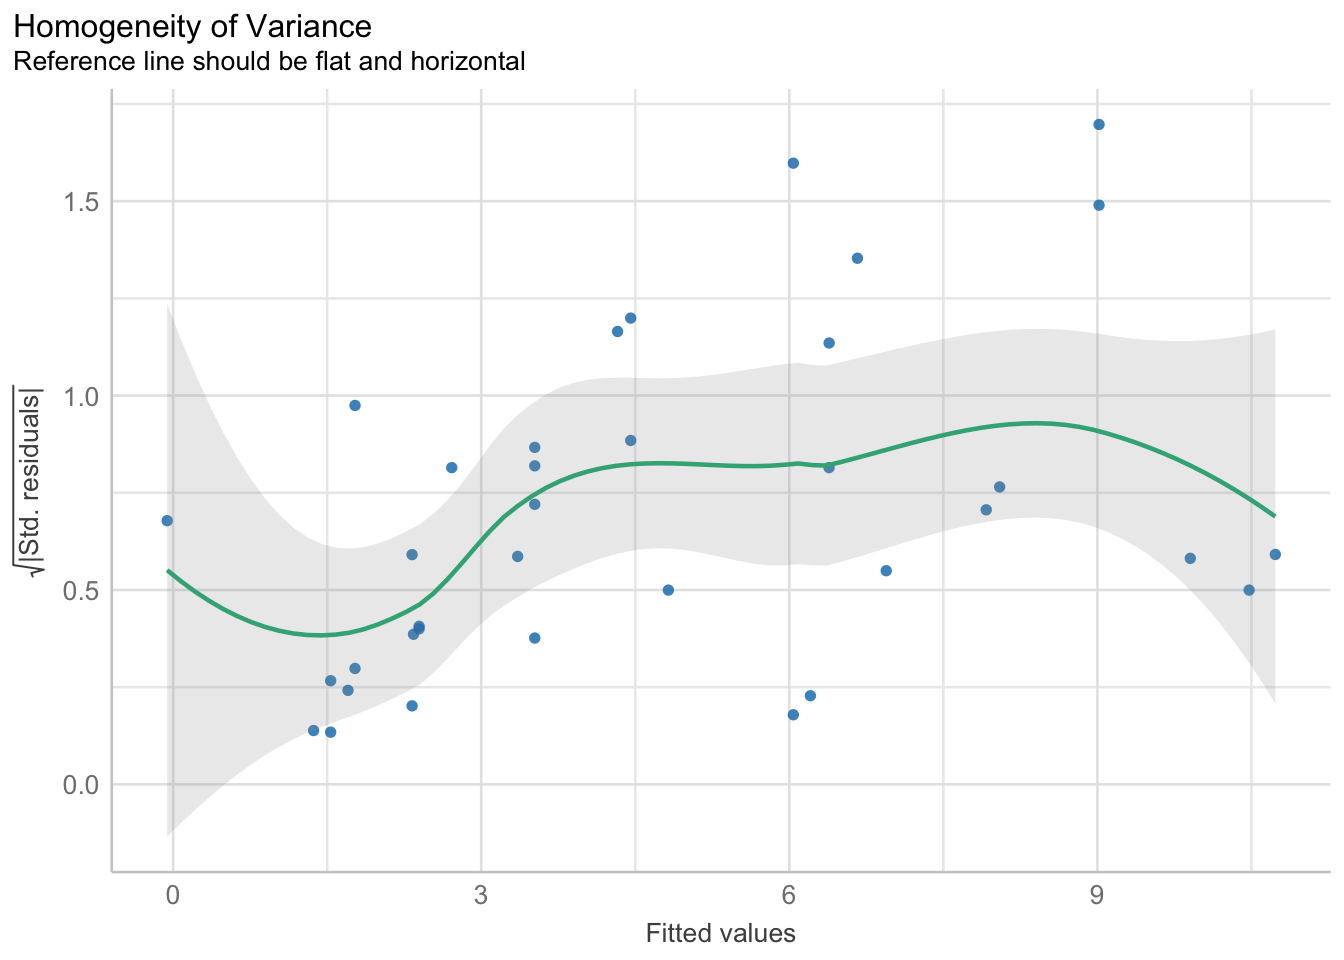 Homogeneity of Variance
Reference line should be flat and horizontal
√|Std. residuals|
1.5
1.0
0.5
0.0
0 3 6 9
Fitted values